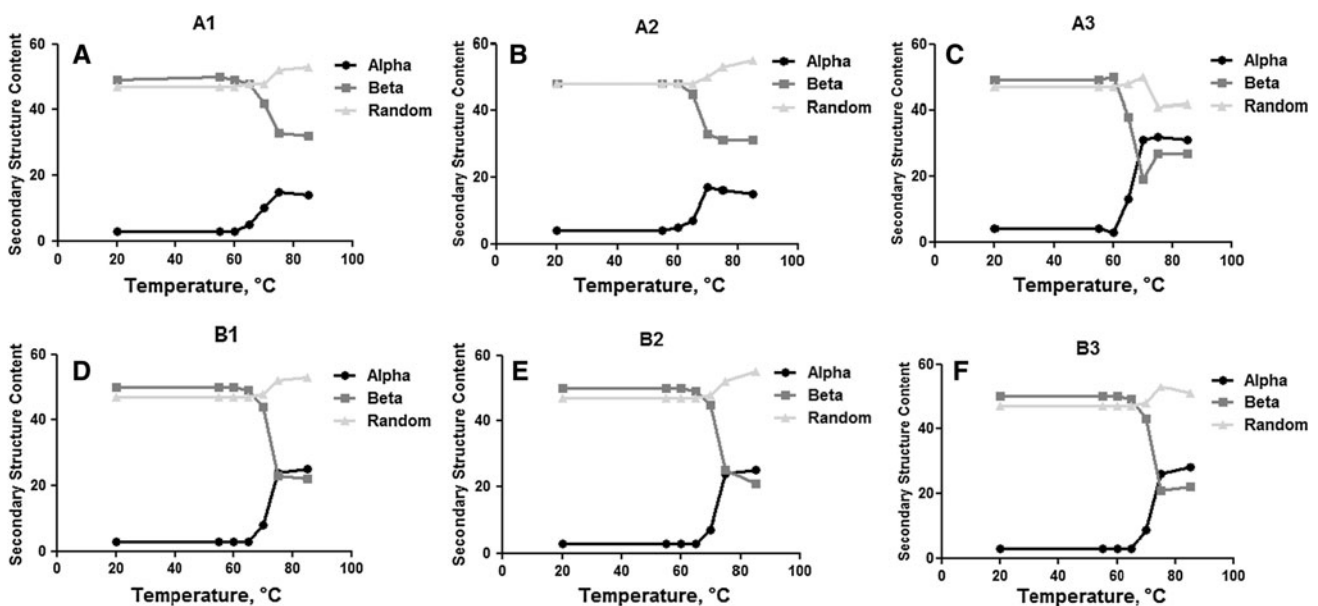 A1
A
60
40
20
0
Secondary Structure Content
0 20 40 60 80 100
Temperature, °C
Alpha
Beta
Random
A2
B
60
40
20
0
Secondary Structure Content
0 20 40 60 80 100
Temperature, °C
Alpha
Beta
Random
A3
C
60
40
20
0
Secondary Structure Content
0 20 40 60 80 100
Temperature, °C
Alpha
Beta
Random
B1
D
60
40
20
0
Secondary Structure Content
0 20 40 60 80 100
Temperature, °C
Alpha
Beta
Random
B2
E
60
40
20
0
Secondary Structure Content
0 20 40 60 80 100
Temperature, °C
Alpha
Beta
Random
B3
F
60
40
20
0
Secondary Structure Content
0 20 40 60 80 100
Temperature, °C
Alpha
Beta
Random